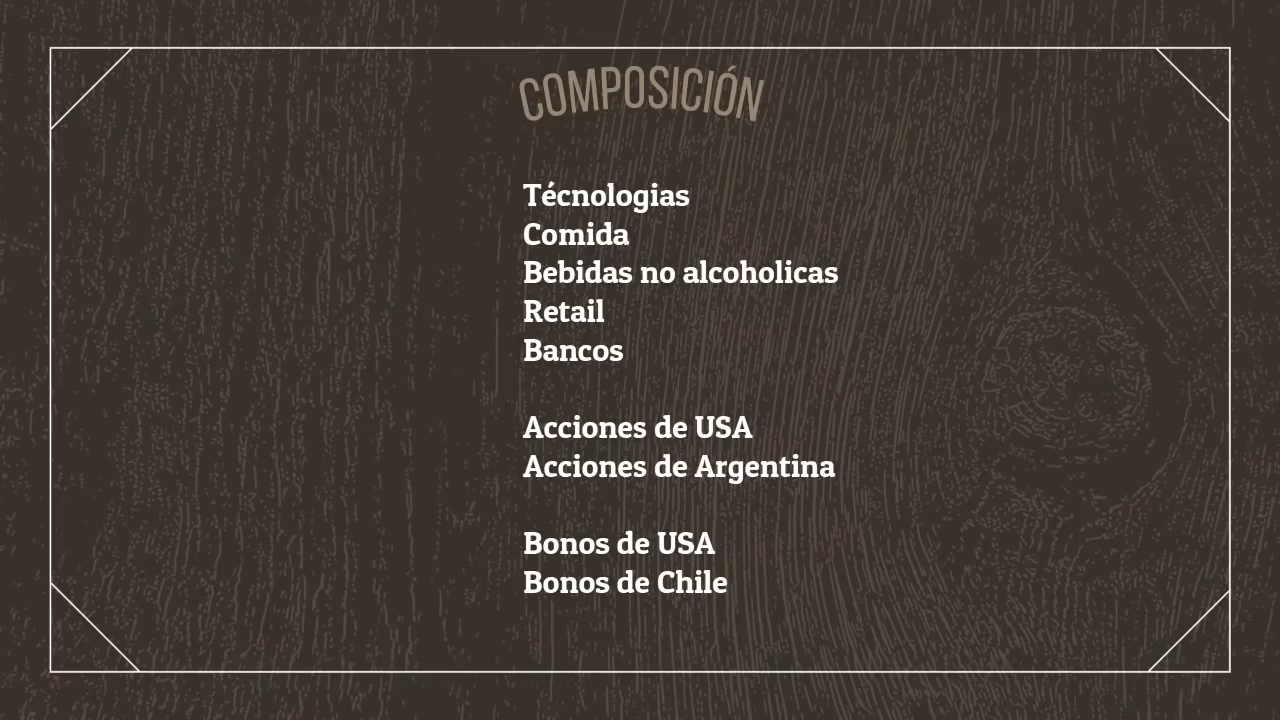 COMPOSICIÓN
Técnologias
Comida
Bebidas no alcoholicas
Retail
Bancos
Acciones de USA
Acciones de Argentina
Bonos de USA
Bonos de Chile